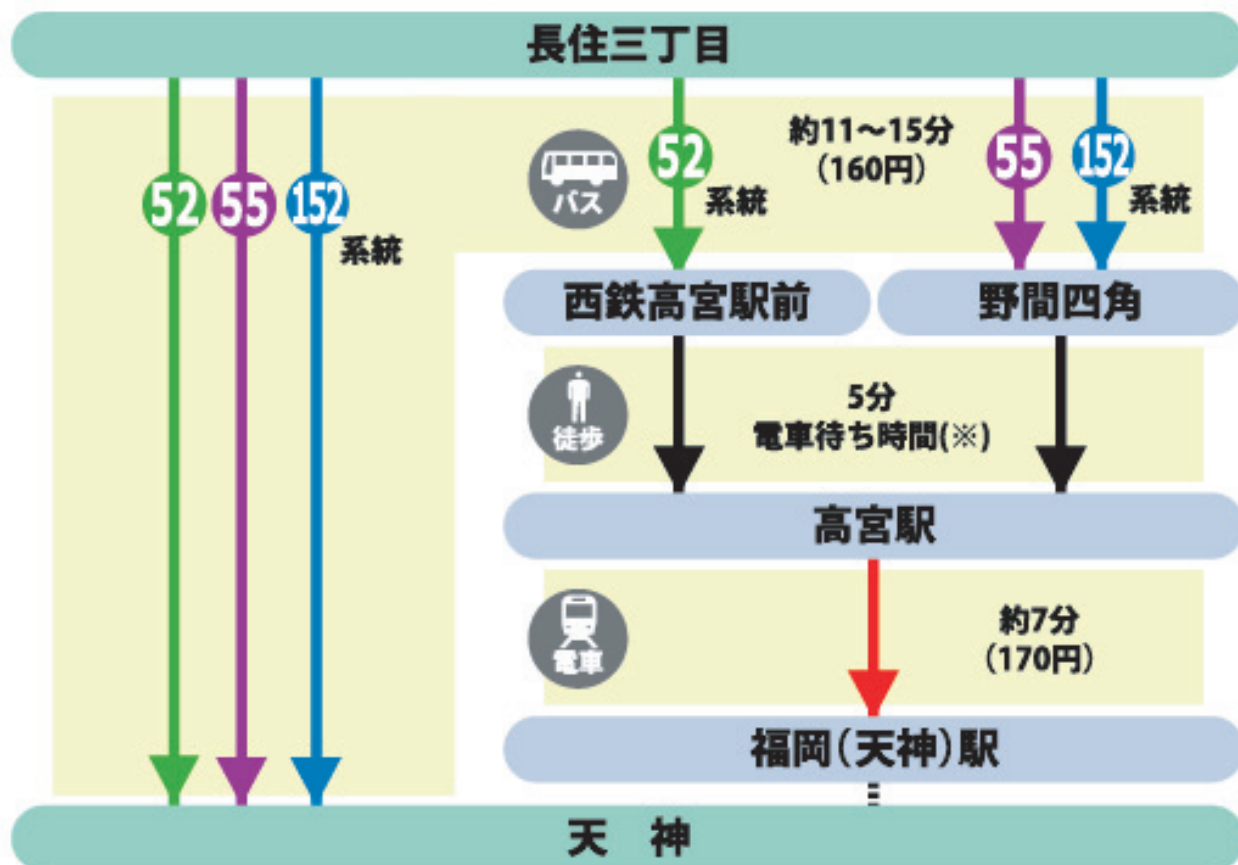 長住三丁目
52
55
152
系統
バス
52
系統
約11～15分
（160円）
55
152
系統
西鉄高宮駅前
野間四角
徒歩
5分
電車待ち時間(※)
高宮駅
電車
約7分
（170円）
福岡（天神）駅
天　神